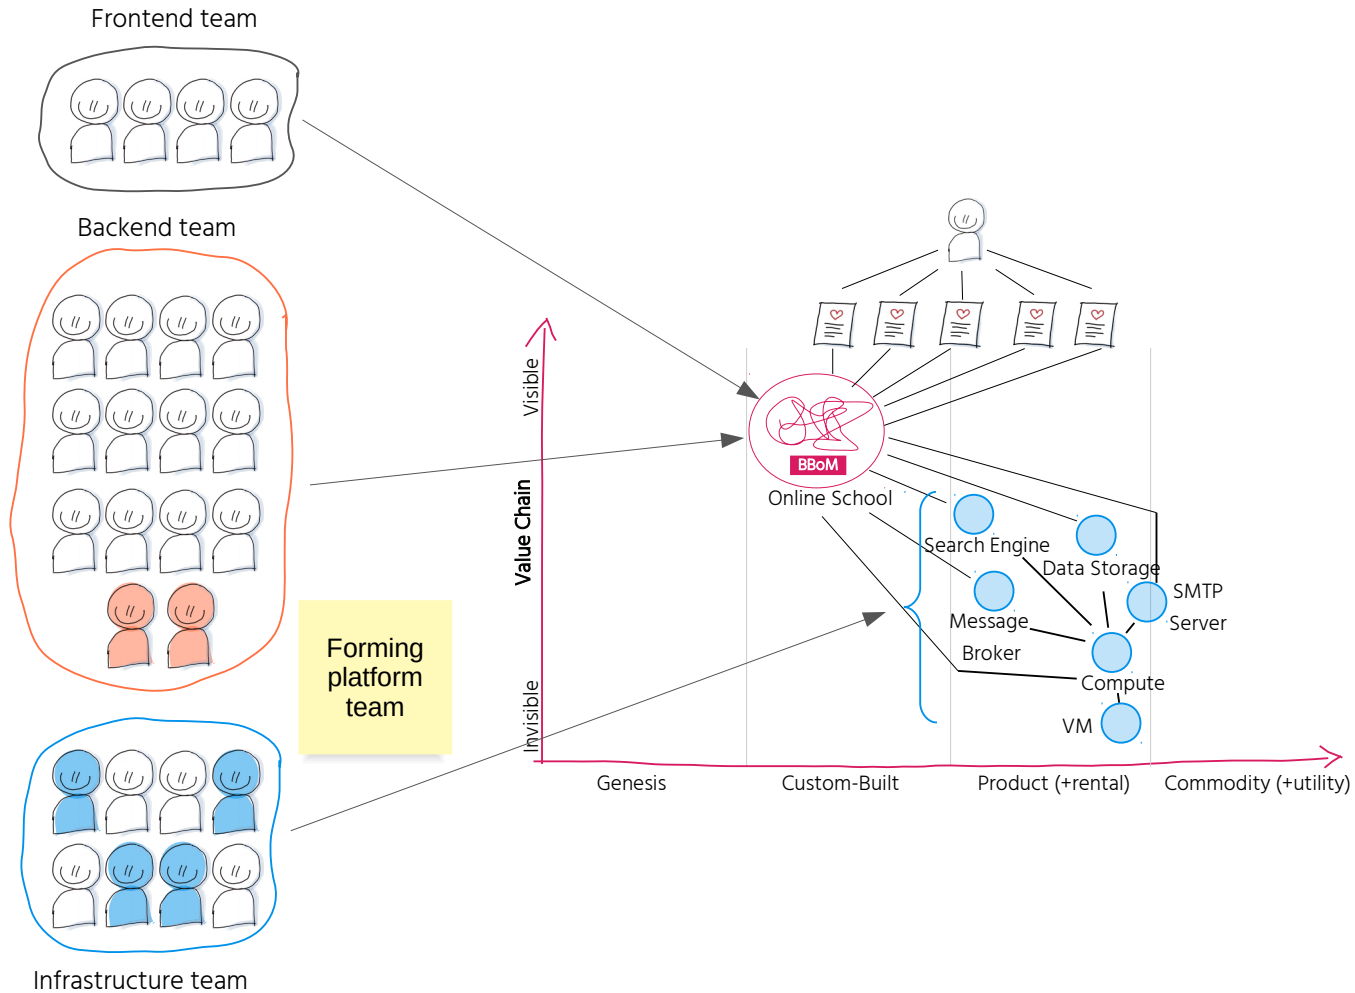 Frontend team
Backend team
Forming
platform
team
Infrastructure team
Visible
Value Chain
Invisible
BBoM
Online School
Search Engine
Data Storage
SMTP
Server
Message
Broker
Compute
VM
Genesis
Custom-Built
Product (+rental)
Commodity (+utility)